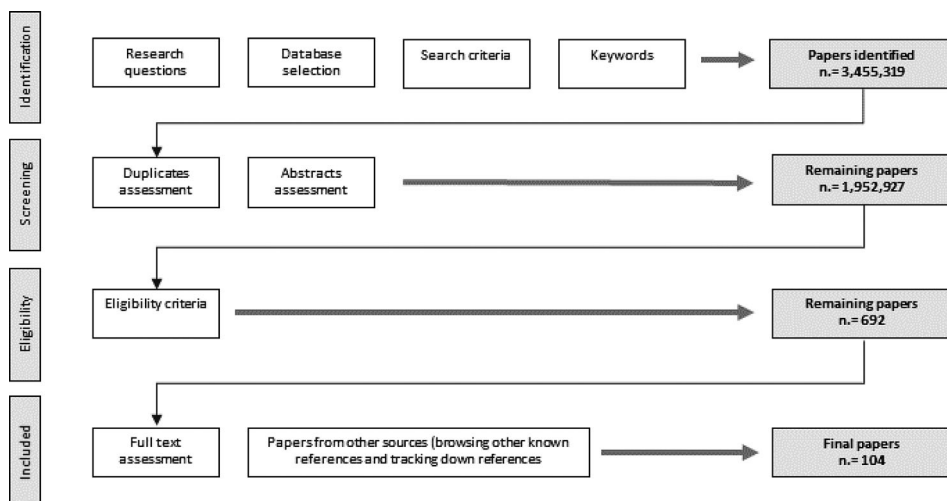 Identification
Research
questions
Database
selection
Search criteria
Keywords
Papers identified
n.= 3,455,319
Screening
Duplicates
assessment
Abstracts
assessment
Remaining papers
n.= 1,952,927
Eligibility
Eligibility criteria
Remaining papers
n.= 692
Included
Full text
assessment
Papers from other sources (browsing other known
references and tracking down references
Final papers
n.= 104